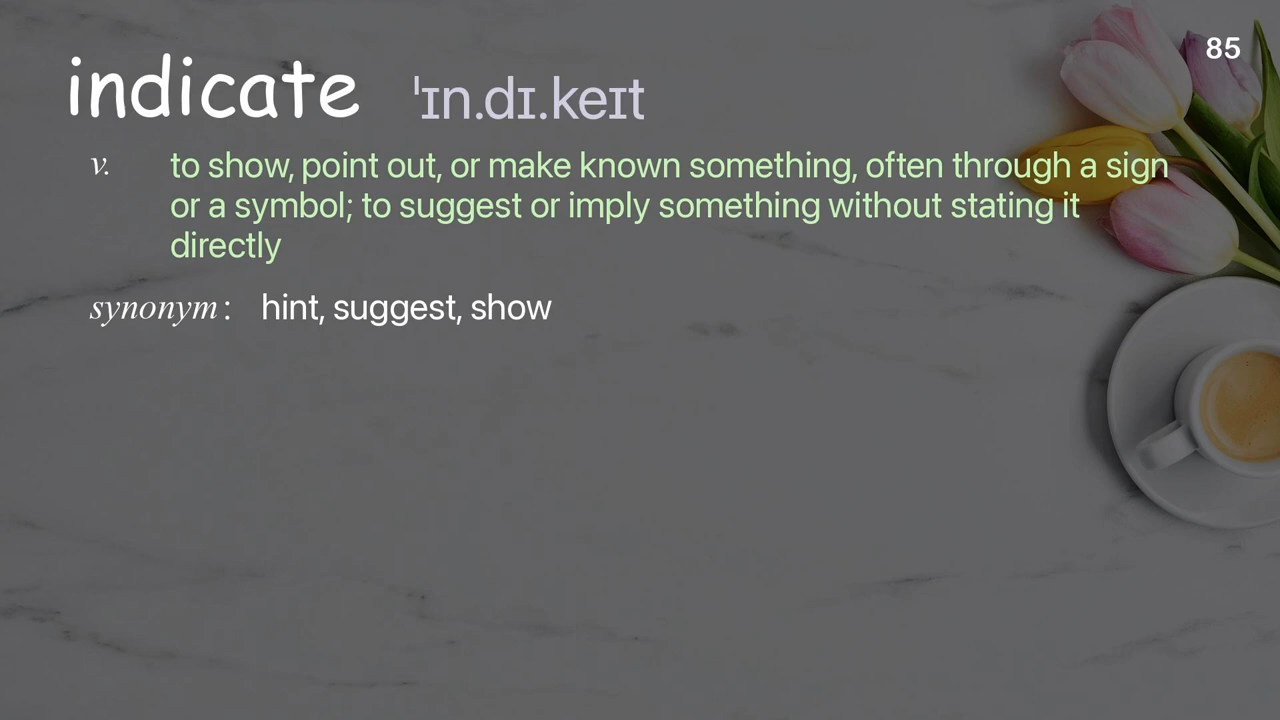 85
indicate ˈɪn.dɪ.keɪt
v. to show, point out, or make known something, often through a sign
or a symbol; to suggest or imply something without stating it
directly
synonym: hint, suggest, show